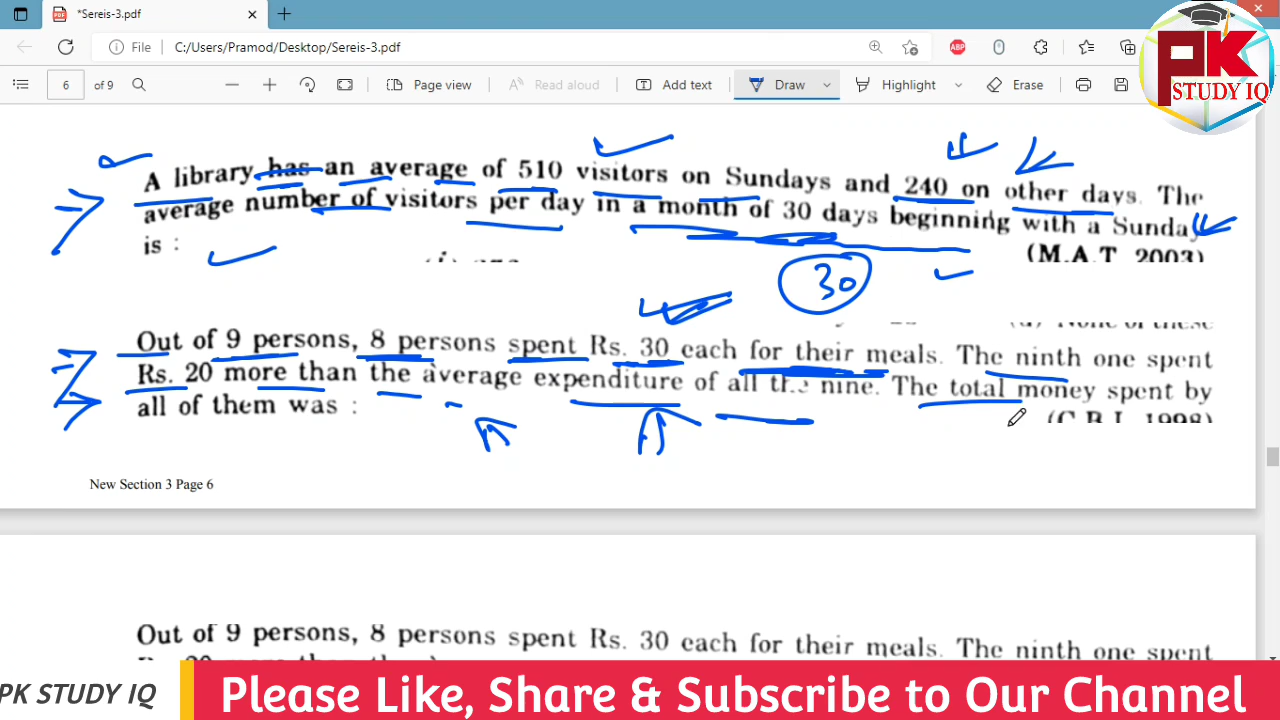 *Sereis-3.pdf
File
C:/Users/Pramod/Desktop/Sereis-3.pdf
ABP
6 of 9
Page view
Read aloud
Add text
Draw
Highlight
Erase
PK
STUDY IQ
A library has an average of 510 visitors on Sundays and 240 on other days. The
average number of visitors per day in a month of 30 days beginning with a Sunday
is :
(M.A.T 2003)
30
Out of 9 persons, 8 persons spent Rs. 30 each for their meals. The ninth one spent
Rs. 20 more than the average expenditure of all the nine. The total money spent by
all of them was :
(C.B.I. 1998)
New Section 3 Page 6
Out of 9 persons, 8 persons spent Rs. 30 each for their meals. The ninth one spent
PK STUDY IQ
Please Like, Share & Subscribe to Our Channel